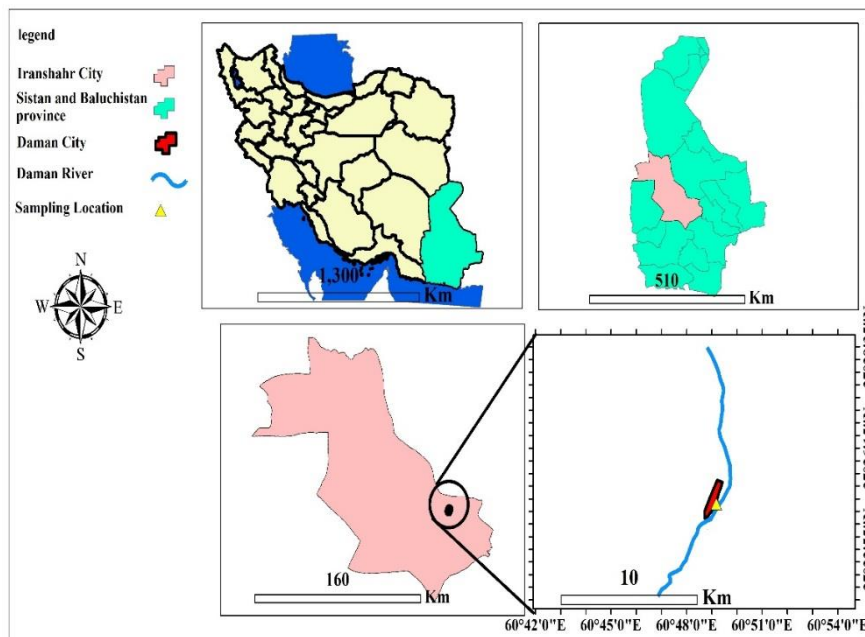 legend
Iranshahr City
Sistan and Baluchistan
province
Daman City
Daman River
Sampling Location
N
W E
S
1,300
Km
510
Km
160
Km
10
Km
60°42'0"E 60°45'0"E 60°48'0"E 60°51'0"E 60°54'0"E